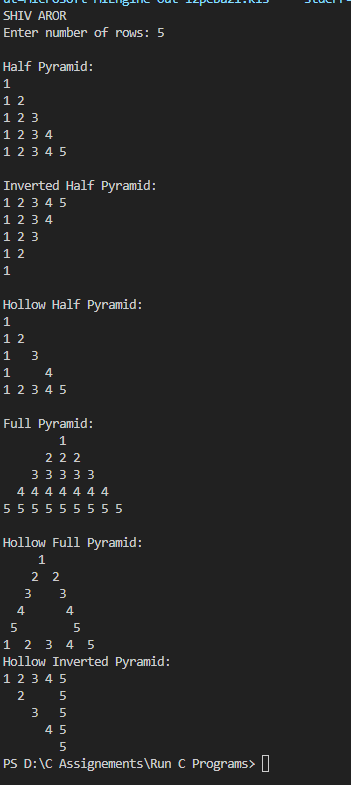 SHIV AROR
Enter number of rows: 5

Half Pyramid:
1
1 2
1 2 3
1 2 3 4
1 2 3 4 5

Inverted Half Pyramid:
1 2 3 4 5
1 2 3 4
1 2 3
1 2
1

Hollow Half Pyramid:
1
1 2
1   3
1     4
1 2 3 4 5

Full Pyramid:
        1
      2 2 2
    3 3 3 3 3
  4 4 4 4 4 4 4
5 5 5 5 5 5 5 5 5

Hollow Full Pyramid:
     1
    2  2
   3    3
  4      4
 5        5
1  2  3  4  5
Hollow Inverted Pyramid:
1 2 3 4 5
  2     5
    3   5
      4 5
        5
PS D:\C Assignements\Run C Programs>